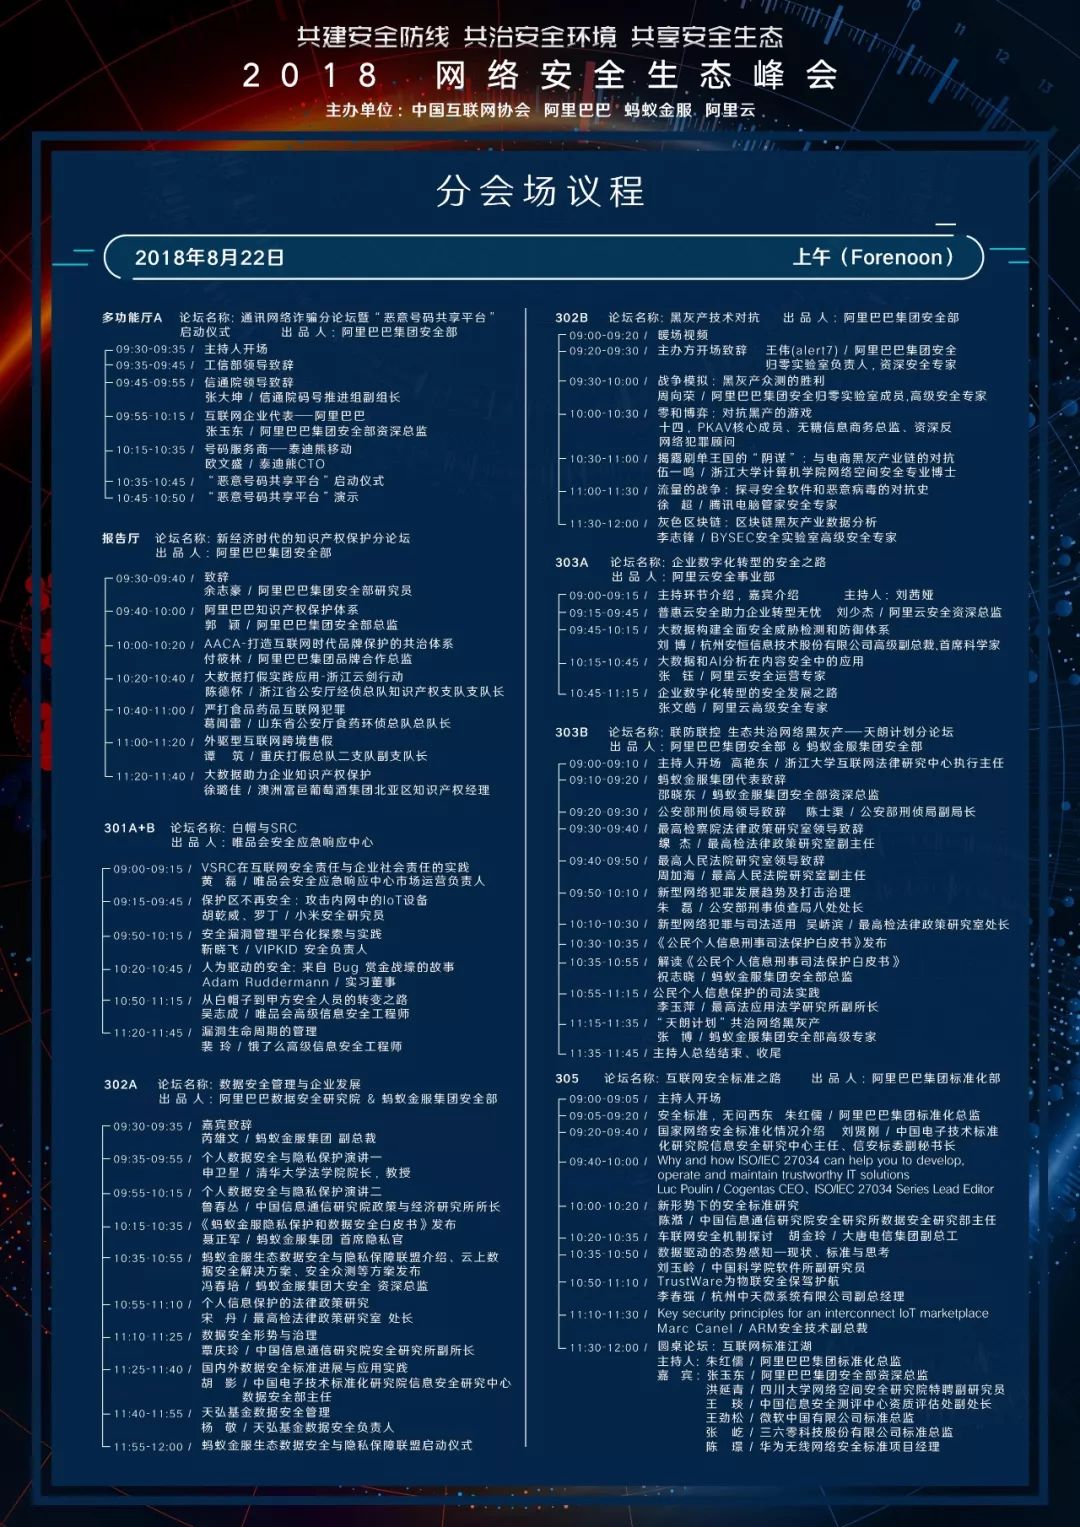 共建安全防线 共治安全环境 共享安全生态
2018 网络安全生态峰会
主办单位：中国互联网协会 阿里巴巴 蚂蚁金服 阿里云
11
12
13
分会场议程
2018年8月22日 上午（Forenoon）
多功能厅A 论坛名称: 通讯网络诈骗分论坛暨“恶意号码共享平台”
启动仪式 出 品 人：阿里巴巴集团安全部
09:30-09:35 / 主持人开场
09:35-09:45 / 工信部领导致辞
09:45-09:55 / 信通院领导致辞
张大坤 / 信通院码号推进组副组长
09:55-10:15 / 互联网企业代表——阿里巴巴
张玉东 / 阿里巴巴集团安全部资深总监
10:15-10:35 / 号码服务商——泰迪熊移动
欧文盛 / 泰迪熊CTO
10:35-10:45 / “恶意号码共享平台”启动仪式
10:45-10:50 / “恶意号码共享平台”演示
报告厅 论坛名称: 新经济时代的知识产权保护分论坛
出 品 人：阿里巴巴集团安全部
09:30-09:40 / 致辞
余志豪 / 阿里巴巴集团安全部研究员
09:40-10:00 / 阿里巴巴知识产权保护体系
郭 颖 / 阿里巴巴集团安全部总监
10:00-10:20 / AACA-打造互联网时代品牌保护的共治体系
付筱林 / 阿里巴巴集团品牌合作总监
10:20-10:40 / 大数据打假实践应用-浙江云剑行动
陈德怀 / 浙江省公安厅经侦总队知识产权支队支队长
10:40-11:00 / 严打食品药品互联网犯罪
葛闻雷 / 山东省公安厅食药环侦总队总队长
11:00-11:20 / 外驱型互联网跨境售假
谭 筑 / 重庆打假总队二支队副支队长
11:20-11:40 / 大数据助力企业知识产权保护
徐璐佳 / 澳洲富邑葡萄酒集团北亚区知识产权经理
301A+B 论坛名称: 白帽与SRC
出 品 人：唯品会安全应急响应中心
09:00-09:15 / VSRC在互联网安全责任与企业社会责任的实践
黄 磊 / 唯品会安全应急响应中心市场运营负责人
09:15-09:45 / 保护区不再安全：攻击内网中的IoT设备
胡乾威、罗丁 / 小米安全研究员
09:50-10:15 / 安全漏洞管理平台化探索与实践
靳晓飞 / VIPKID 安全负责人
10:20-10:45 / 人为驱动的安全: 来自 Bug 赏金战壕的故事
Adam Ruddermann / 实习董事
10:50-11:15 / 从白帽子到甲方安全人员的转变之路
吴志成 / 唯品会高级信息安全工程师
11:20-11:45 / 漏洞生命周期的管理
裴 玲 / 饿了么高级信息安全工程师
302A 论坛名称: 数据安全管理与企业发展
出 品 人：阿里巴巴数据安全研究院 & 蚂蚁金服集团安全部
09:30-09:35 / 嘉宾致辞
芮雄文 / 蚂蚁金服集团 副总裁
09:35-09:55 / 个人数据安全与隐私保护演讲一
申卫星 / 清华大学法学院院长、教授
09:55-10:15 / 个人数据安全与隐私保护演讲二
鲁春丛 / 中国信息通信研究院政策与经济研究所所长
10:15-10:35 / 《蚂蚁金服隐私保护和数据安全白皮书》发布
聂正军 / 蚂蚁金服集团 首席隐私官
10:35-10:55 / 蚂蚁金服生态数据安全与隐私保障联盟介绍、云上数
据安全解决方案、安全众测等方案发布
冯春培 / 蚂蚁金服集团大安全 资深总监
10:55-11:10 / 个人信息保护的法律政策研究
宋 丹 / 最高检法律政策研究室 处长
11:10-11:25 / 数据安全形势与治理
覃庆玲 / 中国信息通信研究院安全研究所副所长
11:25-11:40 / 国内外数据安全标准进展与应用实践
胡 影 / 中国电子技术标准化研究院信息安全研究中心
数据安全部主任
11:40-11:55 / 天弘基金数据安全管理
杨 敬 / 天弘基金数据安全负责人
11:55-12:00 / 蚂蚁金服生态数据安全与隐私保障联盟启动仪式
302B 论坛名称: 黑灰产技术对抗 出 品 人：阿里巴巴集团安全部
09:00-09:20 / 暖场视频
09:20-09:30 / 主办方开场致辞 王伟(alert7) / 阿里巴巴集团安全
归零实验室负责人，资深安全专家
09:30-10:00 / 战争模拟：黑灰产众测的胜利
周向荣 / 阿里巴巴集团安全归零实验室成员,高级安全专家
10:00-10:30 / 零和博弈：对抗黑产的游戏
十四，PKAV核心成员、无糖信息商务总监、资深反
网络犯罪顾问
10:30-11:00 / 揭露刷单王国的“阴谋”：与电商黑灰产业链的对抗
伍一鸣 / 浙江大学计算机学院网络空间安全专业博士
11:00-11:30 / 流量的战争：探寻安全软件和恶意病毒的对抗史
徐 超 / 腾讯电脑管家安全专家
11:30-12:00 / 灰色区块链：区块链黑灰产业数据分析
李志锋 / BYSEC安全实验室高级安全专家
303A 论坛名称: 企业数字化转型的安全之路
出 品 人：阿里云安全事业部
09:00-09:15 / 主持环节介绍，嘉宾介绍 主持人：刘茜娅
09:15-09:45 / 普惠云安全助力企业转型无忧 刘少杰 / 阿里云安全资深总监
09:45-10:15 / 大数据构建全面安全威胁检测和防御体系
刘 博 / 杭州安恒信息技术股份有限公司高级副总裁,首席科学家
10:15-10:45 / 大数据和AI分析在内容安全中的应用
张 钰 / 阿里云安全运营专家
10:45-11:15 / 企业数字化转型的安全发展之路
张文皓 / 阿里云高级安全专家
303B 论坛名称: 联防联控 生态共治网络黑灰产——天朗计划分论坛
出 品 人：阿里巴巴集团安全部 & 蚂蚁金服集团安全部
09:00-09:10 / 主持人开场 高艳东 / 浙江大学互联网法律研究中心执行主任
09:10-09:20 / 蚂蚁金服集团代表致辞
邵晓东 / 蚂蚁金服集团安全部资深总监
09:20-09:30 / 公安部刑侦局领导致辞 陈士渠 / 公安部刑侦局副局长
09:30-09:40 / 最高检察院法律政策研究室领导致辞
缐 杰 / 最高检法律政策研究室副主任
09:40-09:50 / 最高人民法院研究室领导致辞
周加海 / 最高人民法院研究室副主任
09:50-10:10 / 新型网络犯罪发展趋势及打击治理
朱 磊 / 公安部刑事侦查局八处处长
10:10-10:30 / 新型网络犯罪与司法适用 吴峤滨 / 最高检法律政策研究室处长
10:30-10:35 / 《公民个人信息刑事司法保护白皮书》发布
10:35-10:55 / 解读《公民个人信息刑事司法保护白皮书》
祝志晓 / 蚂蚁金服集团安全部总监
10:55-11:15 / 公民个人信息保护的司法实践
李玉萍 / 最高法应用法学研究所副所长
11:15-11:35 / “天朗计划”共治网络黑灰产
张 博 / 蚂蚁金服集团安全部高级专家
11:35-11:45 / 主持人总结结束、收尾
305 论坛名称: 互联网安全标准之路 出 品 人：阿里巴巴集团标准化部
09:00-09:05 / 主持人开场
09:05-09:20 / 安全标准，无问西东 朱红儒 / 阿里巴巴集团标准化总监
09:20-09:40 / 国家网络安全标准化情况介绍 刘贤刚 / 中国电子技术标准
化研究院信息安全研究中心主任、信安标委副秘书长
09:40-10:00 / Why and how ISO/IEC 27034 can help you to develop,
operate and maintain trustworthy IT solutions
Luc Poulin / Cogentas CEO、ISO/IEC 27034 Series Lead Editor
10:00-10:20 / 新形势下的安全标准研究
陈湉 / 中国信息通信研究院安全研究所数据安全研究部主任
10:20-10:35 / 车联网安全机制探讨 胡金玲 / 大唐电信集团副总工
10:35-10:50 / 数据驱动的态势感知—现状、标准与思考
刘玉岭 / 中国科学院软件所副研究员
10:50-11:10 / TrustWare为物联安全保驾护航
李春强 / 杭州中天微系统有限公司副总经理
11:10-11:30 / Key security principles for an interconnect IoT marketplace
Marc Canel / ARM安全技术副总裁
11:30-12:00 / 圆桌论坛：互联网标准江湖
主持人: 朱红儒 / 阿里巴巴集团标准化总监
嘉 宾: 张玉东 / 阿里巴巴集团安全部资深总监
洪延青 / 四川大学网络空间安全研究院特聘副研究员
王 琰 / 中国信息安全测评中心资质评估处副处长
王劲松 / 微软中国有限公司标准总监
张 屹 / 三六零科技股份有限公司标准总监
陈 璟 / 华为无线网络安全标准项目经理